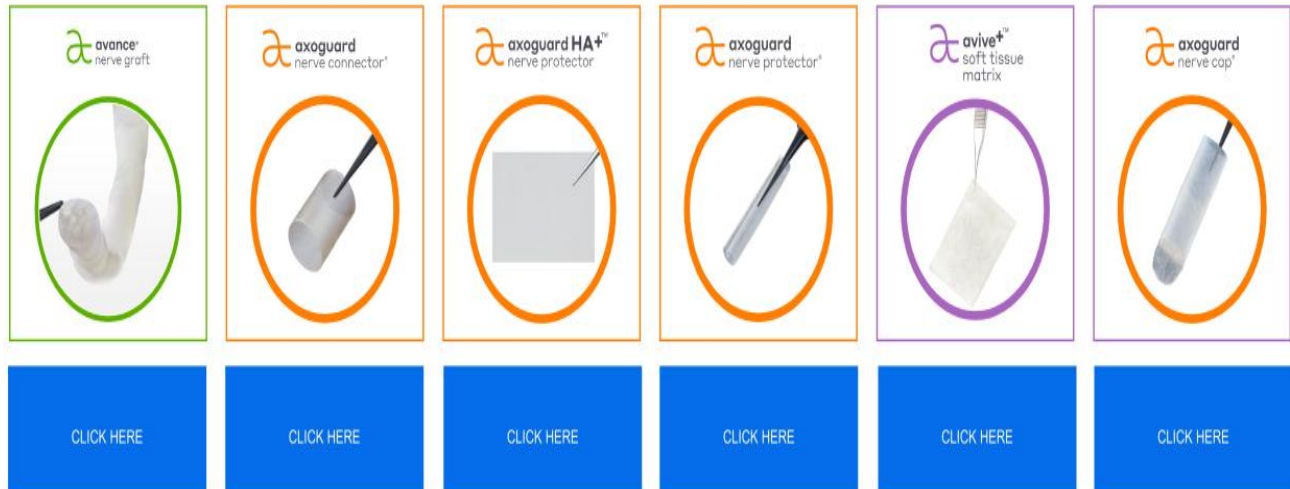 avance®
nerve graft
axoguard
nerve connector®
axoguard HA+™
nerve protector
axoguard
nerve protector®
avive+™
soft tissue
matrix
axoguard
nerve cap®
CLICK HERE
CLICK HERE
CLICK HERE
CLICK HERE
CLICK HERE
CLICK HERE